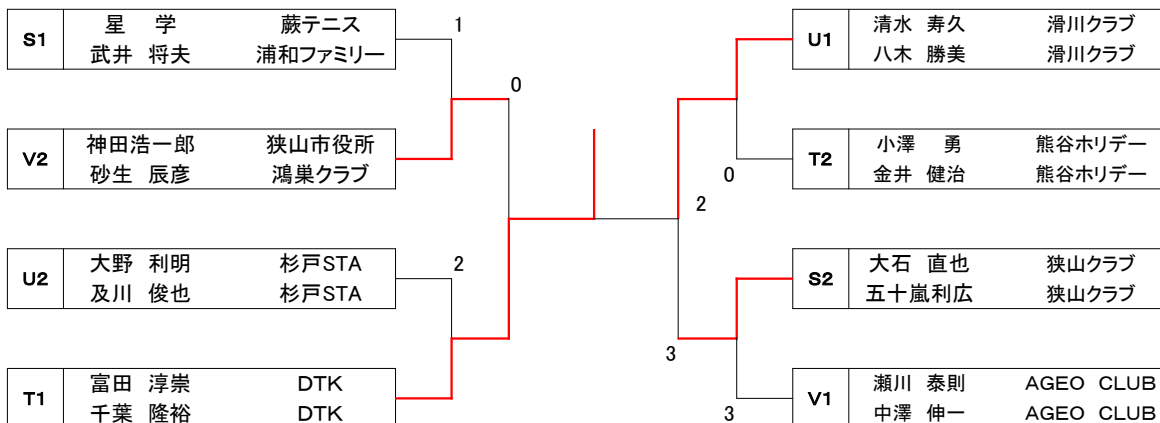 S1 星 学 蕨テニス
武井 将夫 浦和ファミリー
1
0
V2 神田浩一郎 狭山市役所
砂生 辰彦 鴻巣クラブ
U2 大野 利明 杉戸STA
及川 俊也 杉戸STA
2
T1 富田 淳崇 DTK
千葉 隆裕 DTK
U1 清水 寿久 滑川クラブ
八木 勝美 滑川クラブ
T2 小澤 勇 熊谷ホリデー
金井 健治 熊谷ホリデー
0
2
S2 大石 直也 狭山クラブ
五十嵐利広 狭山クラブ
3
V1 瀬川 泰則 AGEO CLUB
中澤 伸一 AGEO CLUB
3